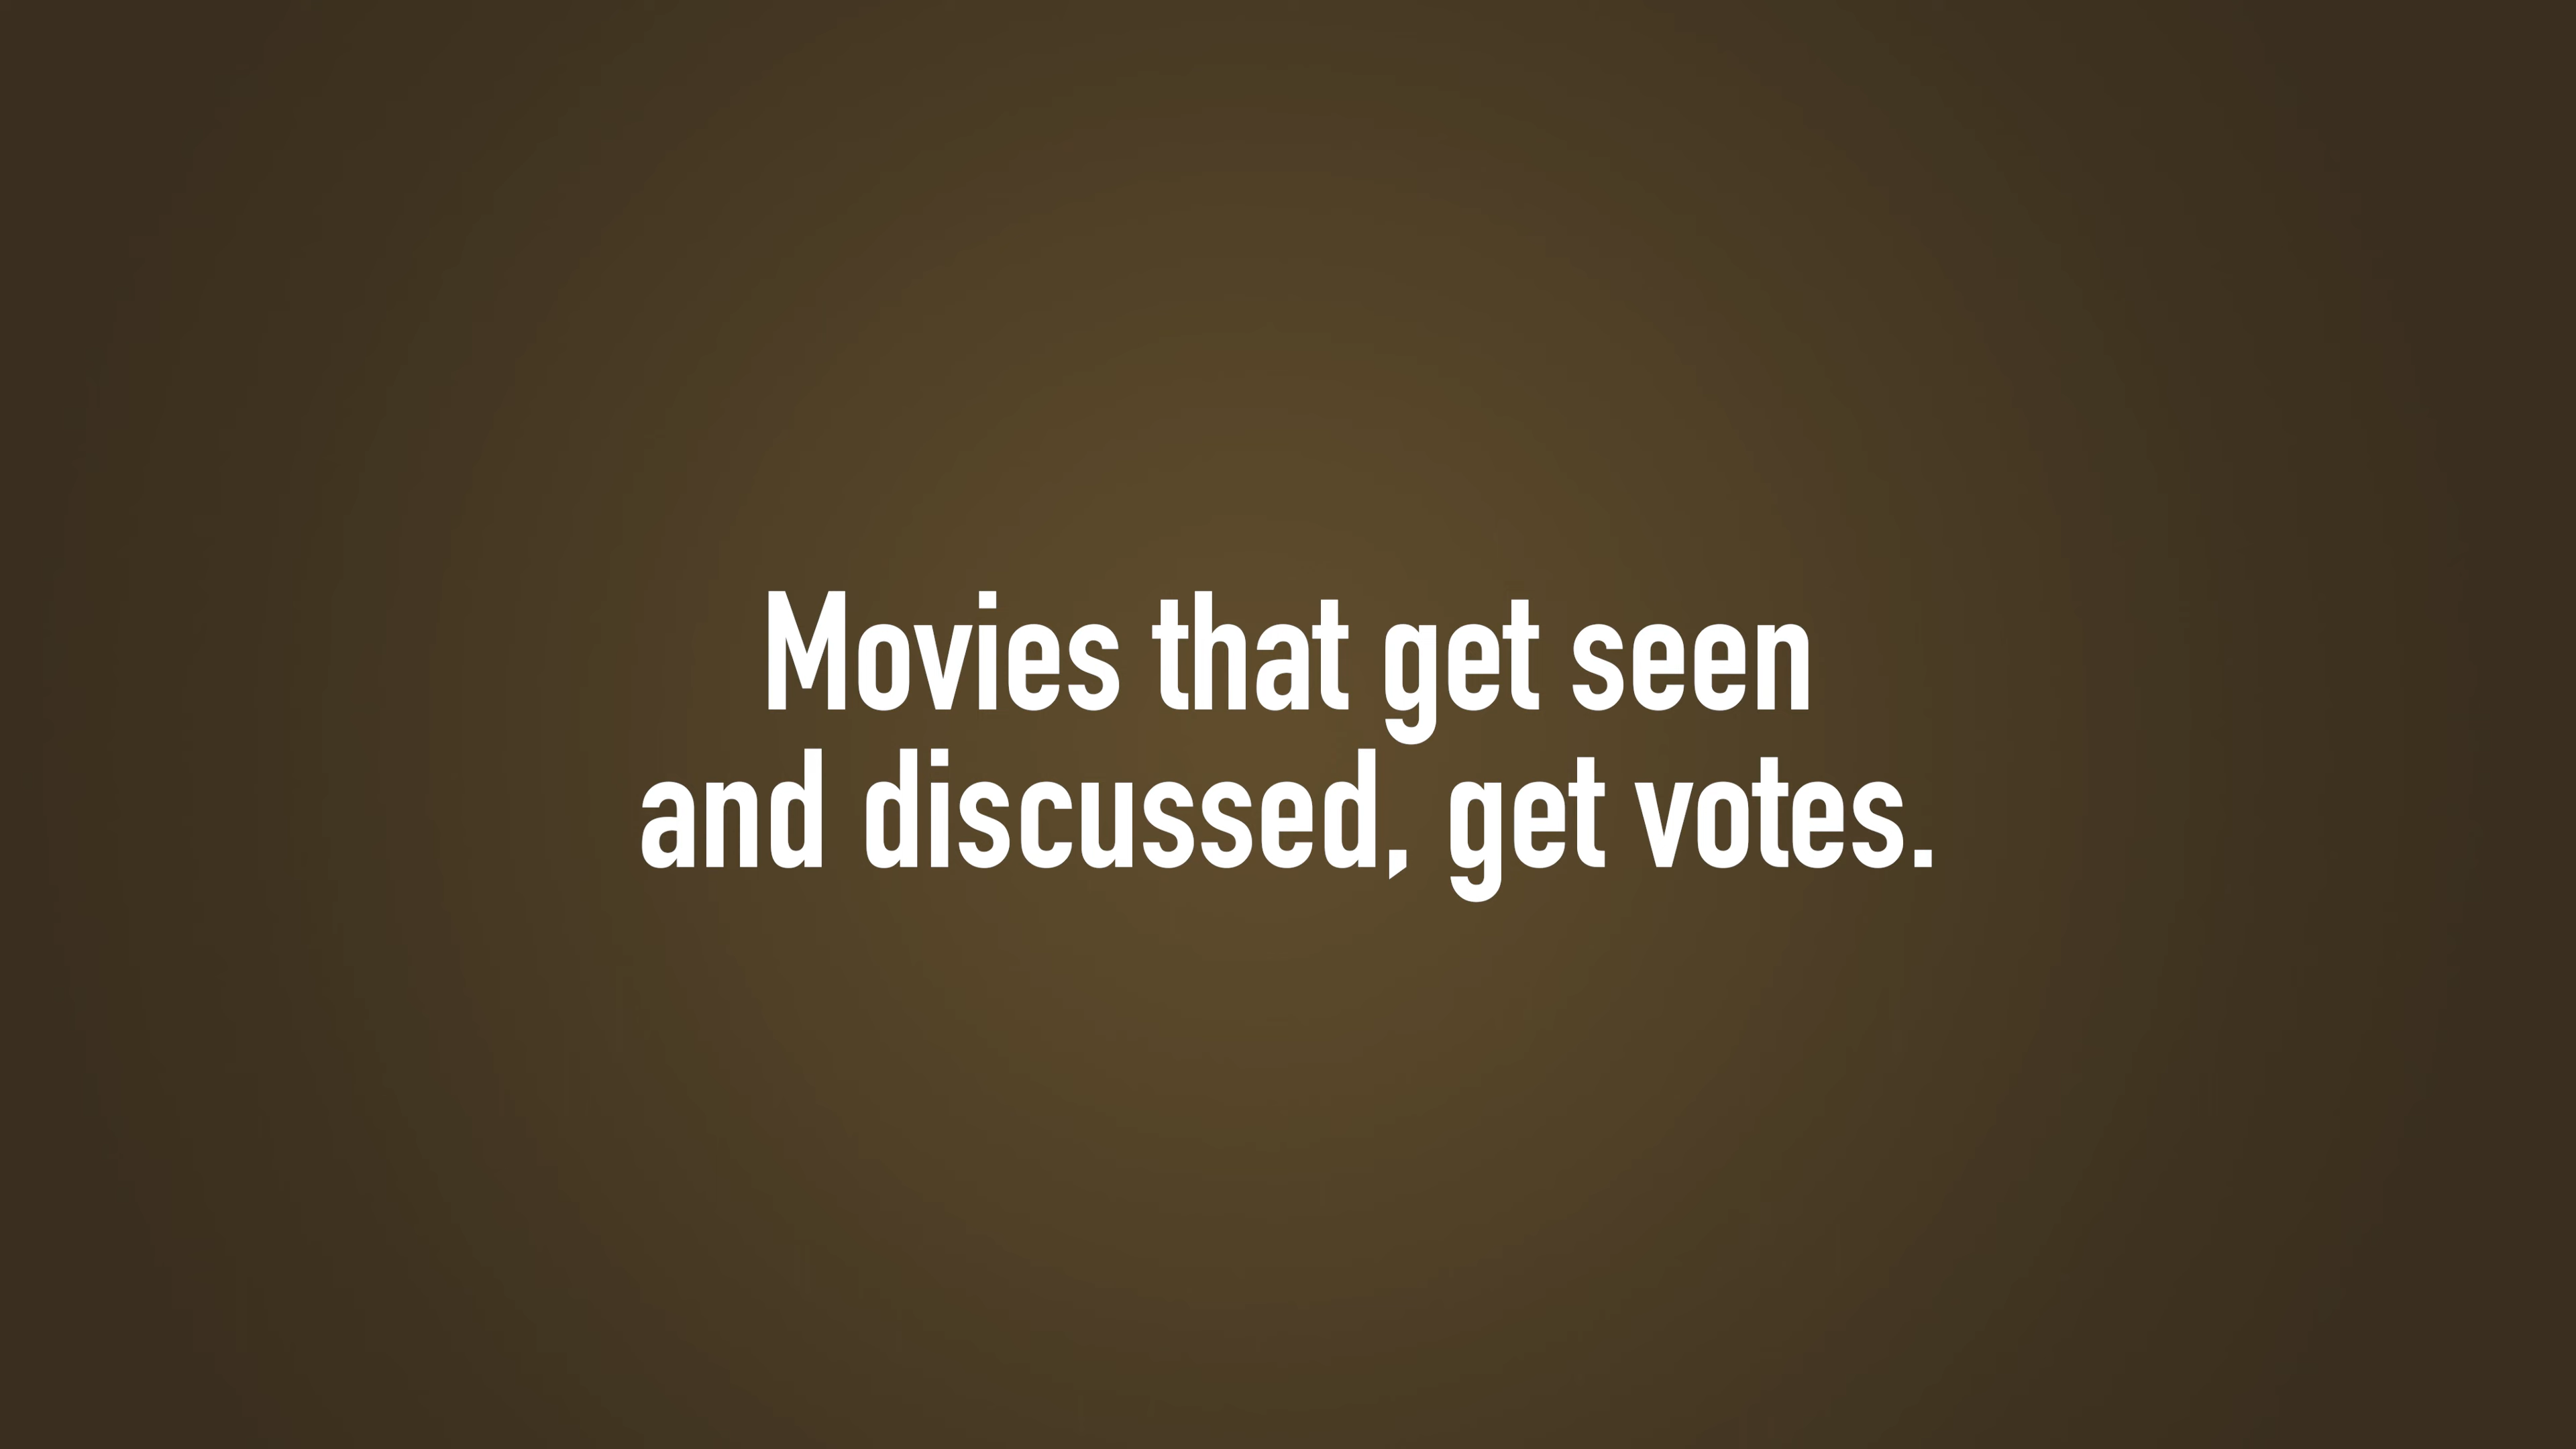 Movies that get seen
and discussed, get votes.